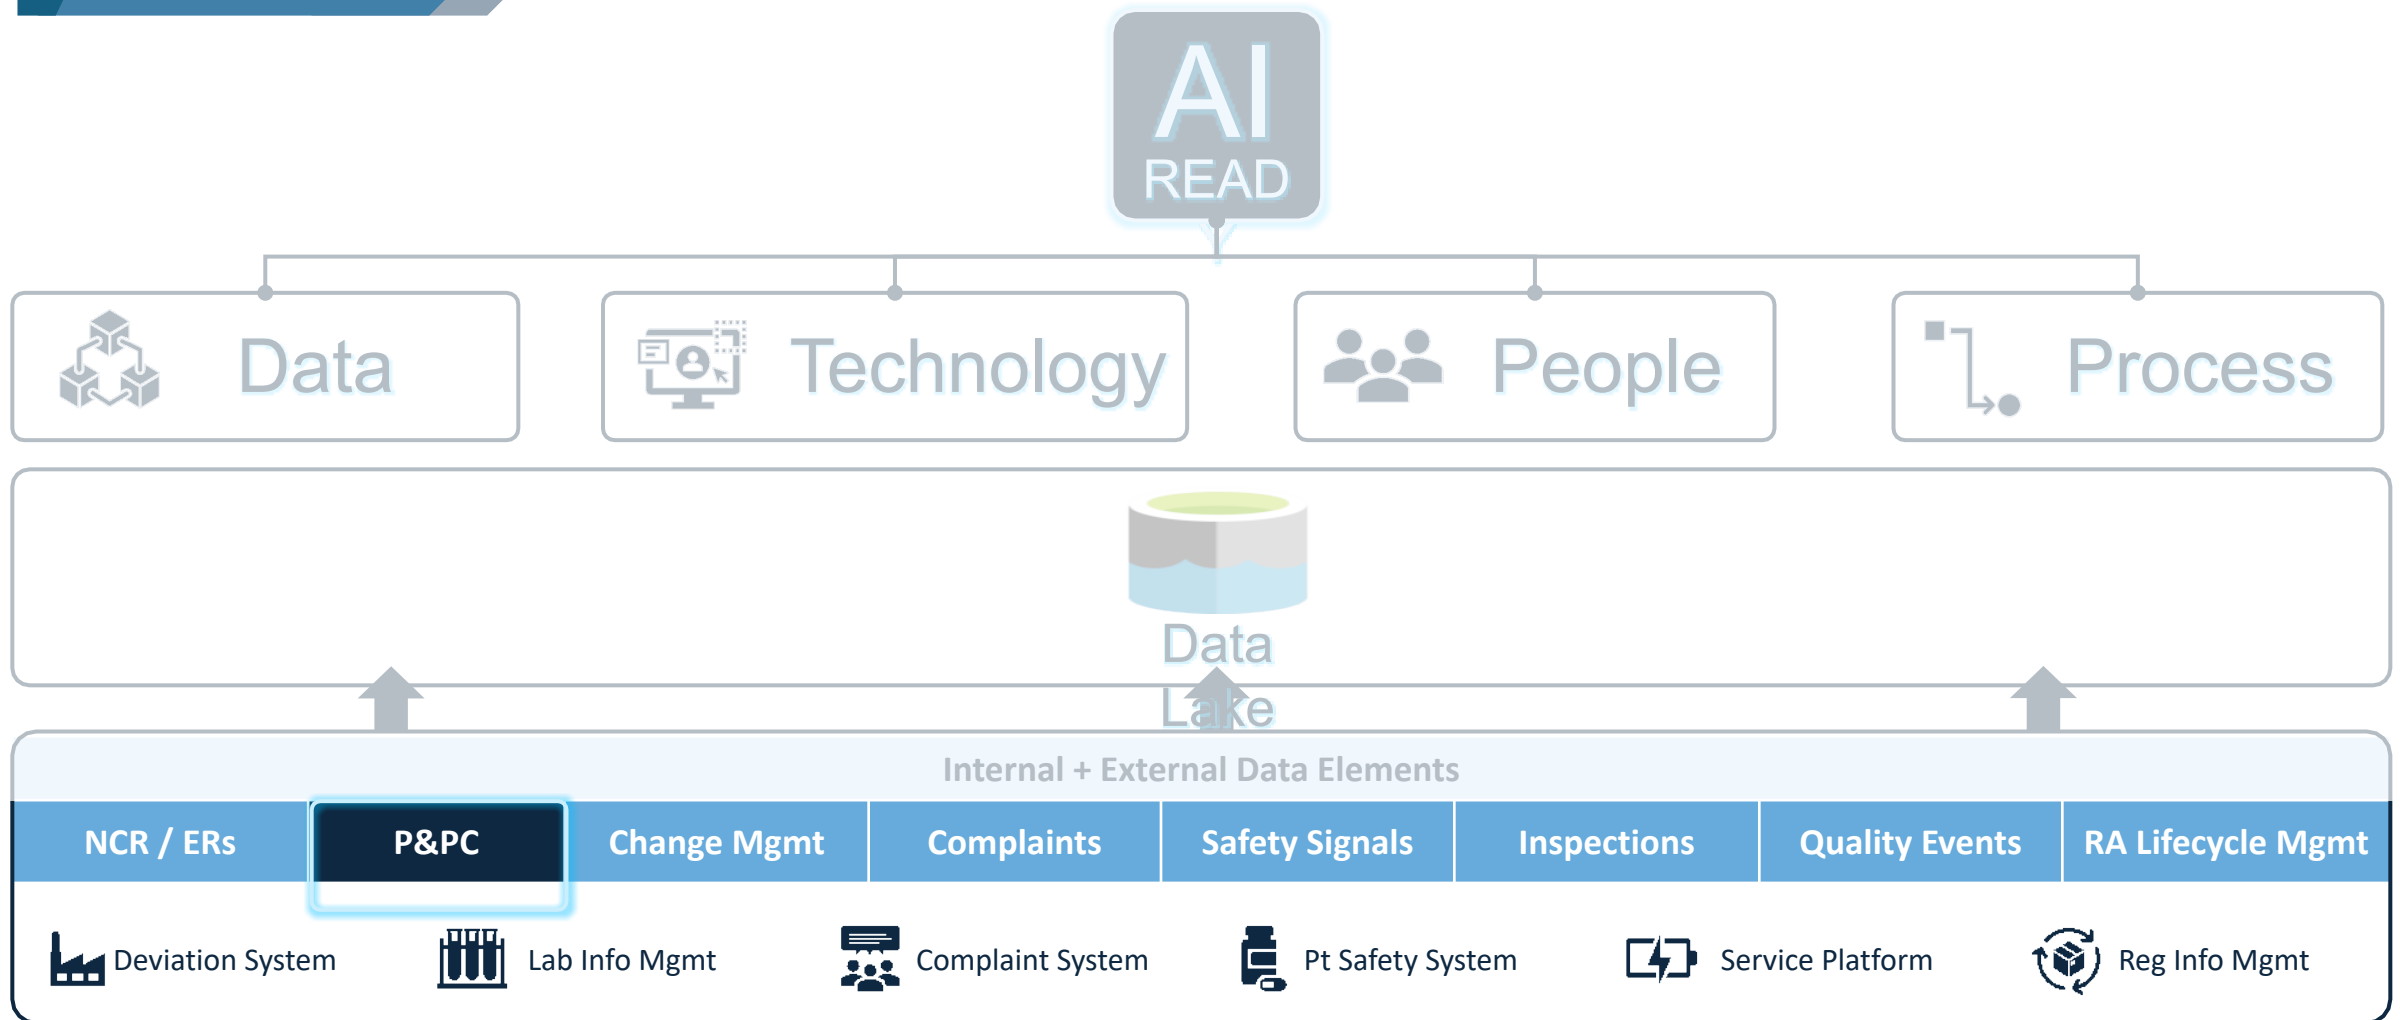 AI
READ
Data
Technology
People
Process
Data
Lake
Internal + External Data Elements
NCR / ERs
P&PC
Change Mgmt
Complaints
Safety Signals
Inspections
Quality Events
RA Lifecycle Mgmt
Deviation System
Lab Info Mgmt
Complaint System
Pt Safety System
Service Platform
Reg Info Mgmt